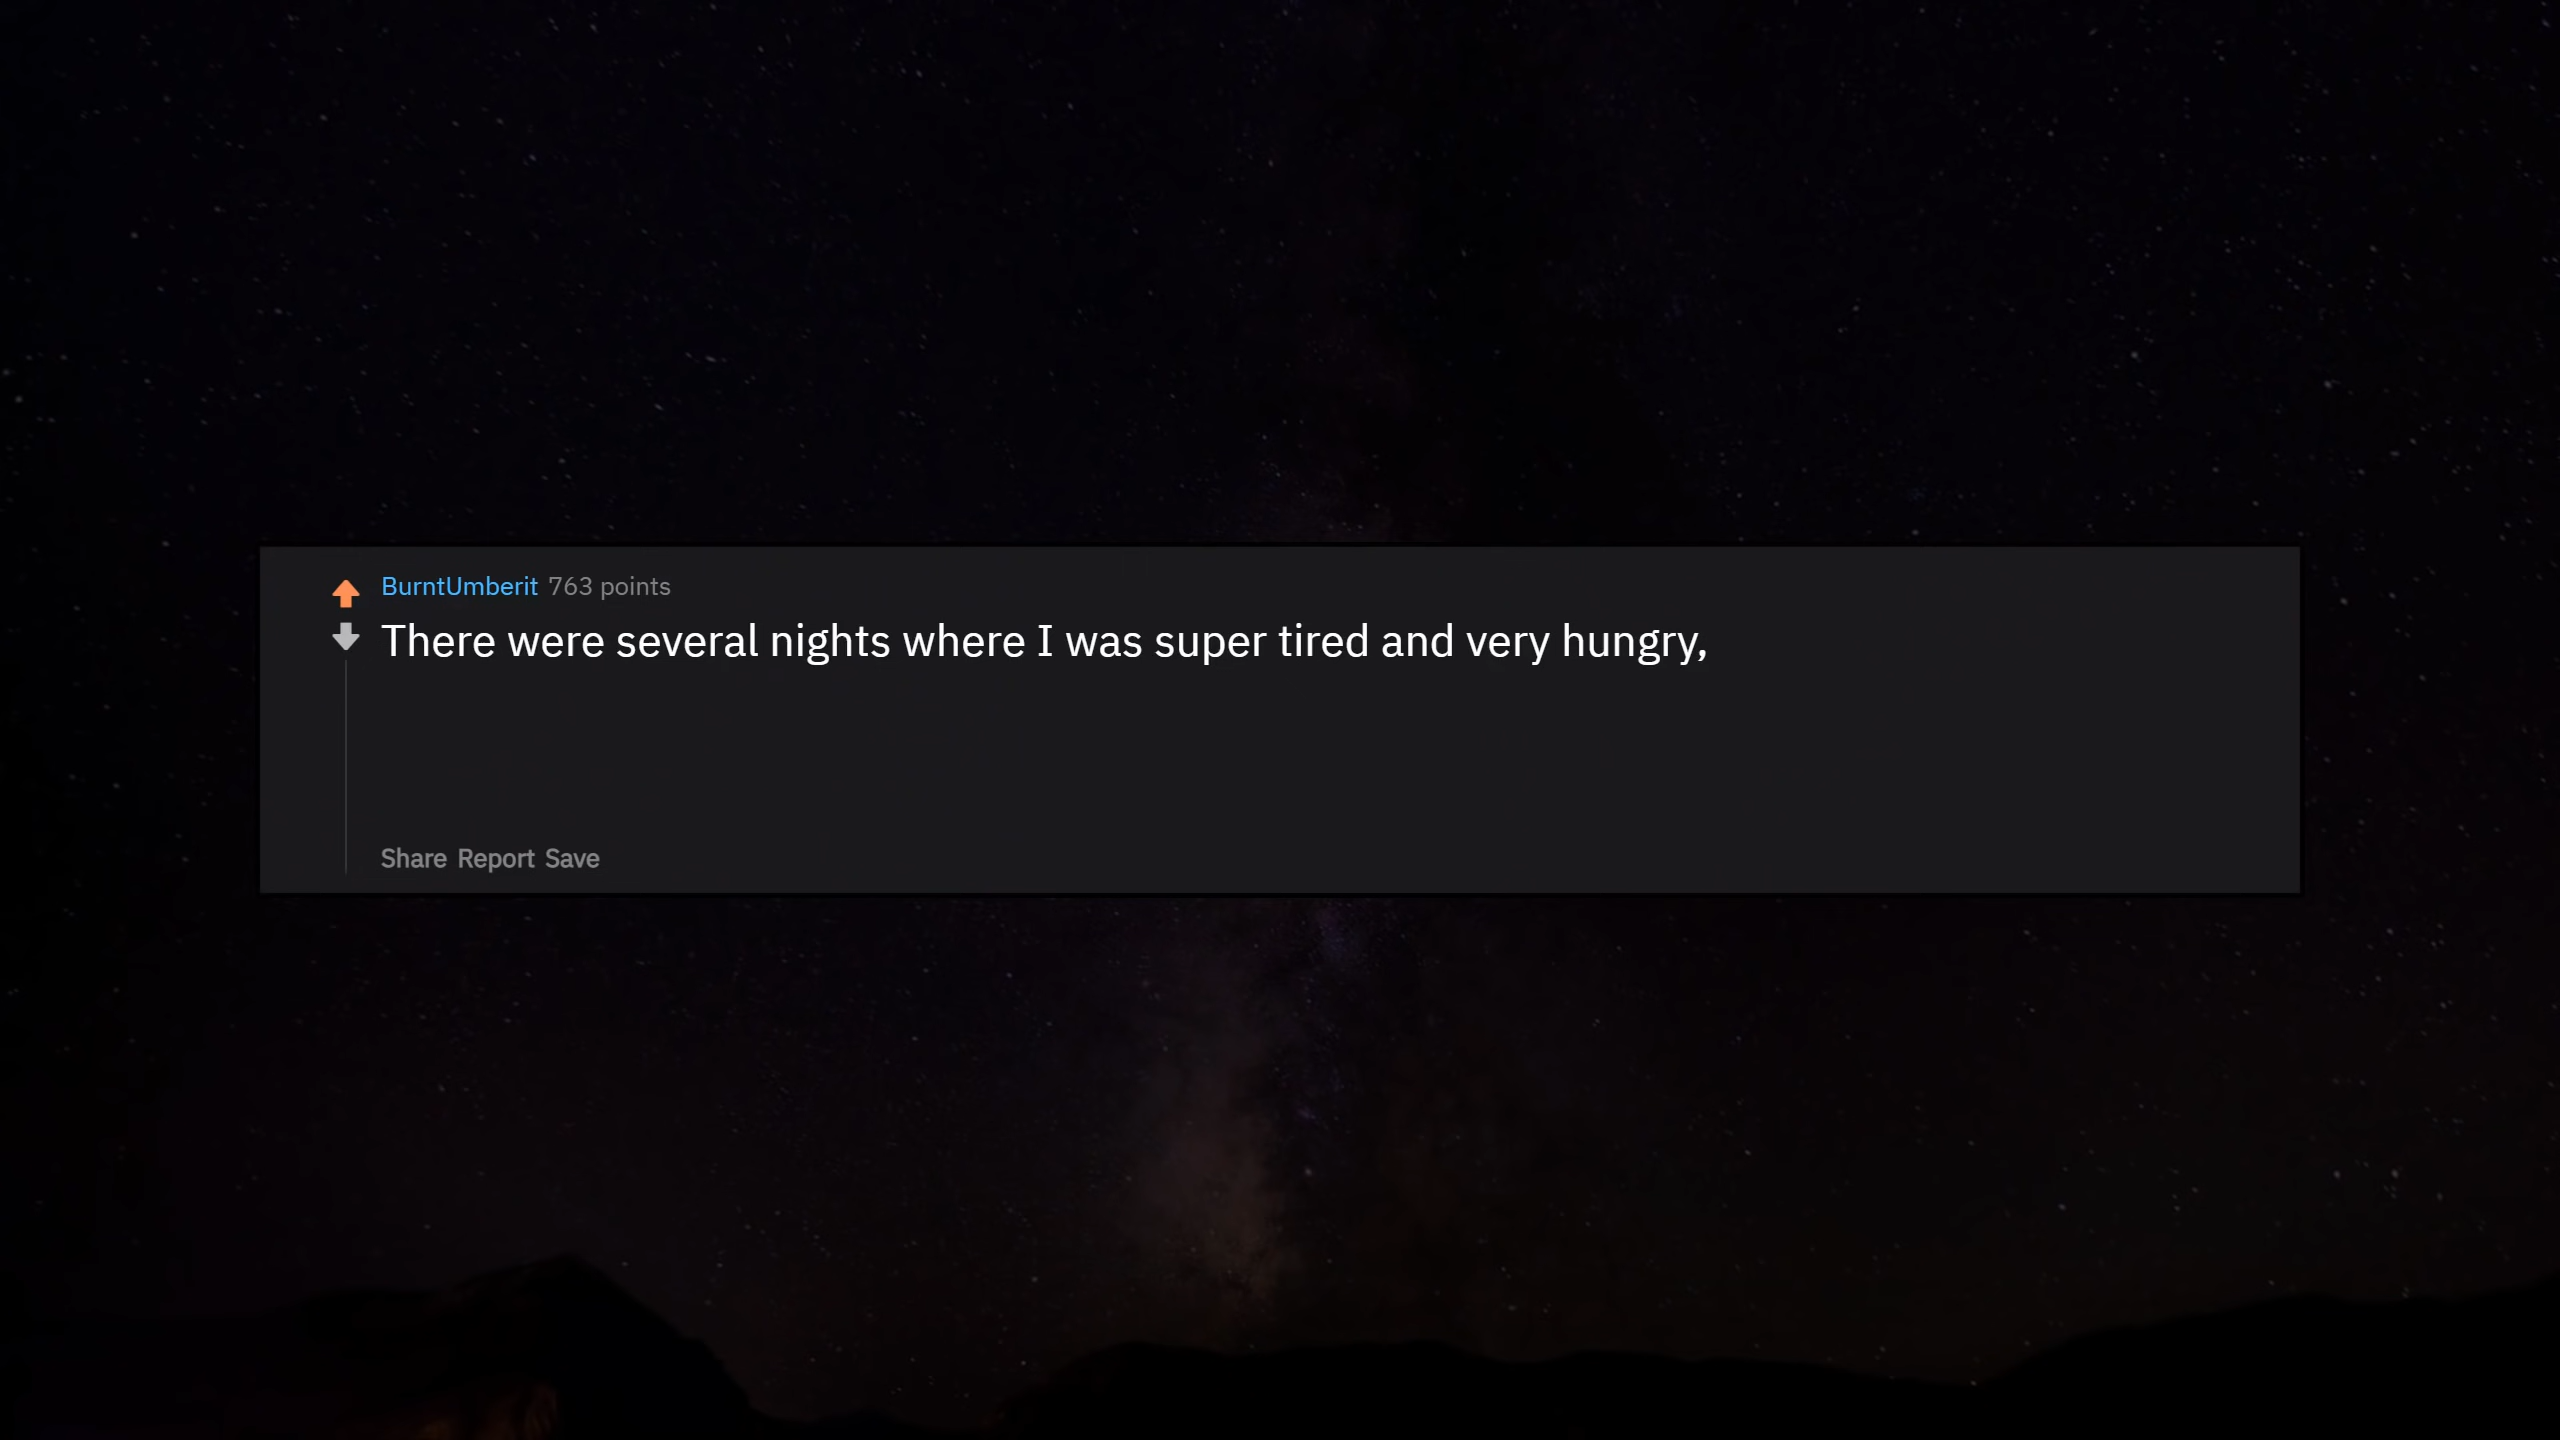 BurntUmberit 763 points
There were several nights where I was super tired and very hungry,
Share Report Save